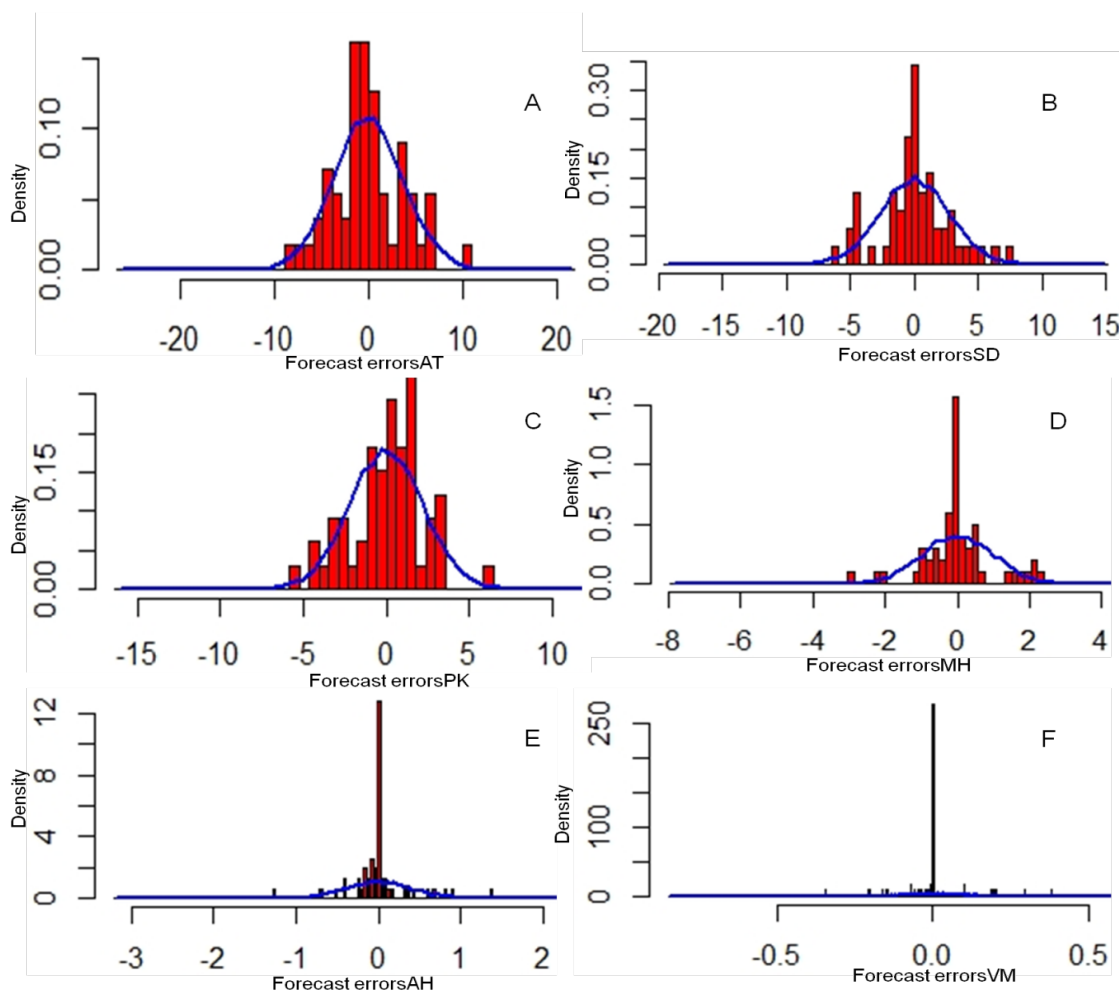 A
Density
0.00
0.10
-20
-10
0
10
20
Forecast errorsAT
B
Density
0.00
0.15
0.30
-20
-15
-10
-5
0
5
10
15
Forecast errorsSD
C
Density
0.00
0.15
-15
-10
-5
0
5
10
Forecast errorsPK
D
Density
0.0
0.5
1.0
1.5
-8
-6
-4
-2
0
2
4
Forecast errorsMH
E
Density
0
4
8
12
-3
-2
-1
0
1
2
Forecast errorsAH
F
Density
0
100
250
-0.5
0.0
0.5
Forecast errorsVM